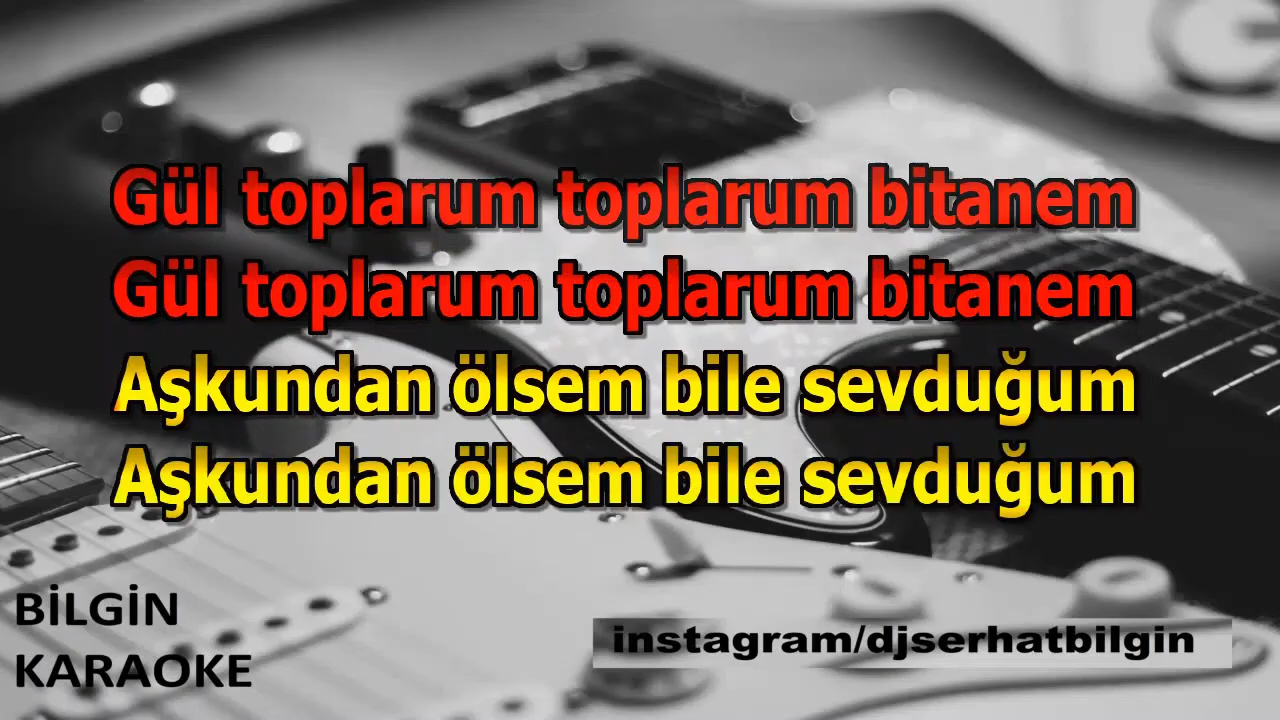 Gül toplarum toplarum bitanem
Gül toplarum toplarum bitanem
Aşkundan ölsem bile sevduğum
Aşkundan ölsem bile sevduğum
BİLGİN
KARAOKE
instagram/djserhatbilgin